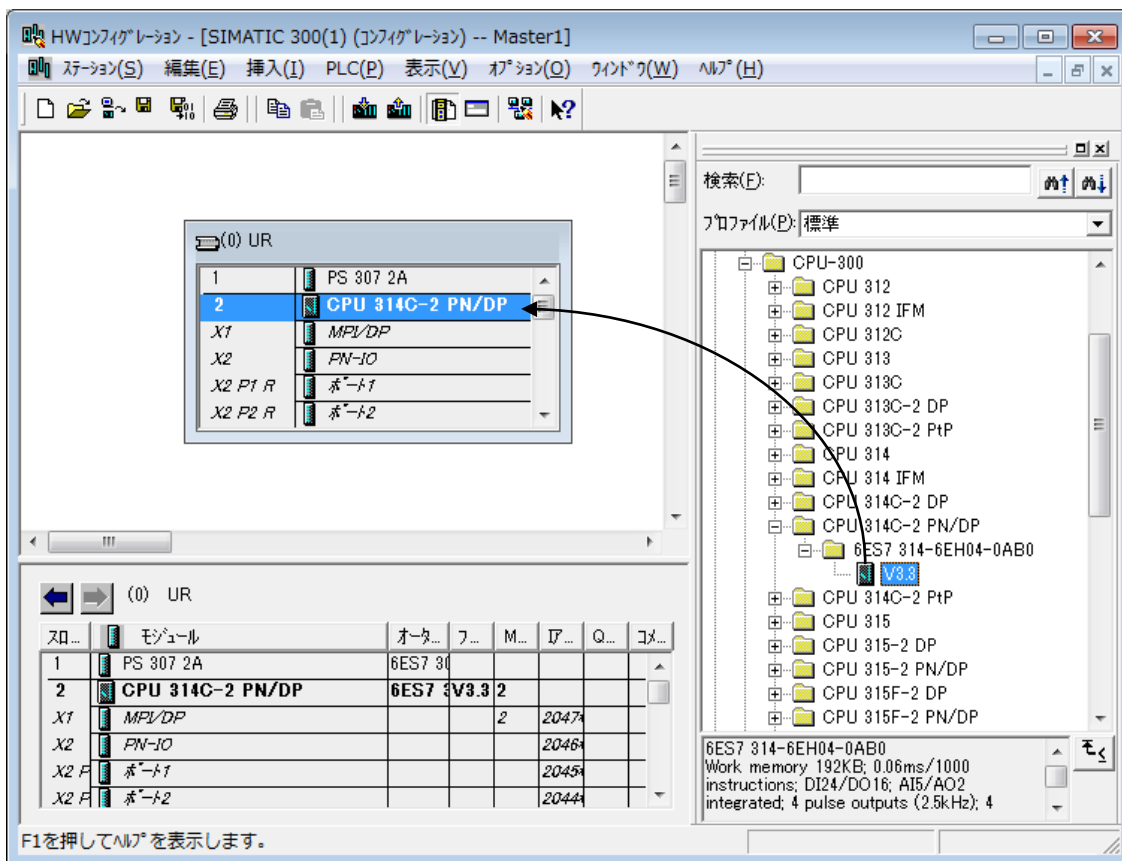 HWｺﾝﾌｨｸﾞﾚｰｼｮﾝ - [SIMATIC 300(1) (ｺﾝﾌｨｸﾞﾚｰｼｮﾝ) -- Master1]
ｽﾃｰｼｮﾝ(S) 編集(E) 挿入(I) PLC(P) 表示(V) ｵﾌﾟｼｮﾝ(O) ｳｨﾝﾄﾞｳ(W) ﾍﾙﾌﾟ(H)
(0) UR
1 PS 307 2A
2 CPU 314C-2 PN/DP
X1 MPI/DP
X2 PN-IO
X2 P1 R ﾎﾟｰﾄ1
X2 P2 R ﾎﾟｰﾄ2
検索(F):
ﾌﾟﾛﾌｧｲﾙ(P): 標準
CPU-300
CPU 312
CPU 312 IFM
CPU 312C
CPU 313
CPU 313C
CPU 313C-2 DP
CPU 313C-2 PtP
CPU 314
CPU 314 IFM
CPU 314C-2 DP
CPU 314C-2 PN/DP
6ES7 314-6EH04-0AB0
V3.3
CPU 314C-2 PtP
CPU 315
CPU 315-2 DP
CPU 315-2 PN/DP
CPU 315F-2 DP
CPU 315F-2 PN/DP
6ES7 314-6EH04-0AB0
Work memory 192KB; 0.06ms/1000
instructions; DI24/DO16; AI5/AO2
integrated; 4 pulse outputs (2.5kHz); 4
(0) UR
ｽﾛ... ﾓｼﾞｭｰﾙ ｵｰﾀ... ﾌ... M... Iｱ... Q... ｺﾒ...
1 PS 307 2A 6ES7 30
2 CPU 314C-2 PN/DP 6ES7 V3.3 2
X1 MPI/DP 2 2047*
X2 PN-IO 2046*
X2 P ﾎﾟｰﾄ1 2045*
X2 P ﾎﾟｰﾄ2 2044*
F1を押してﾍﾙﾌﾟを表示します。